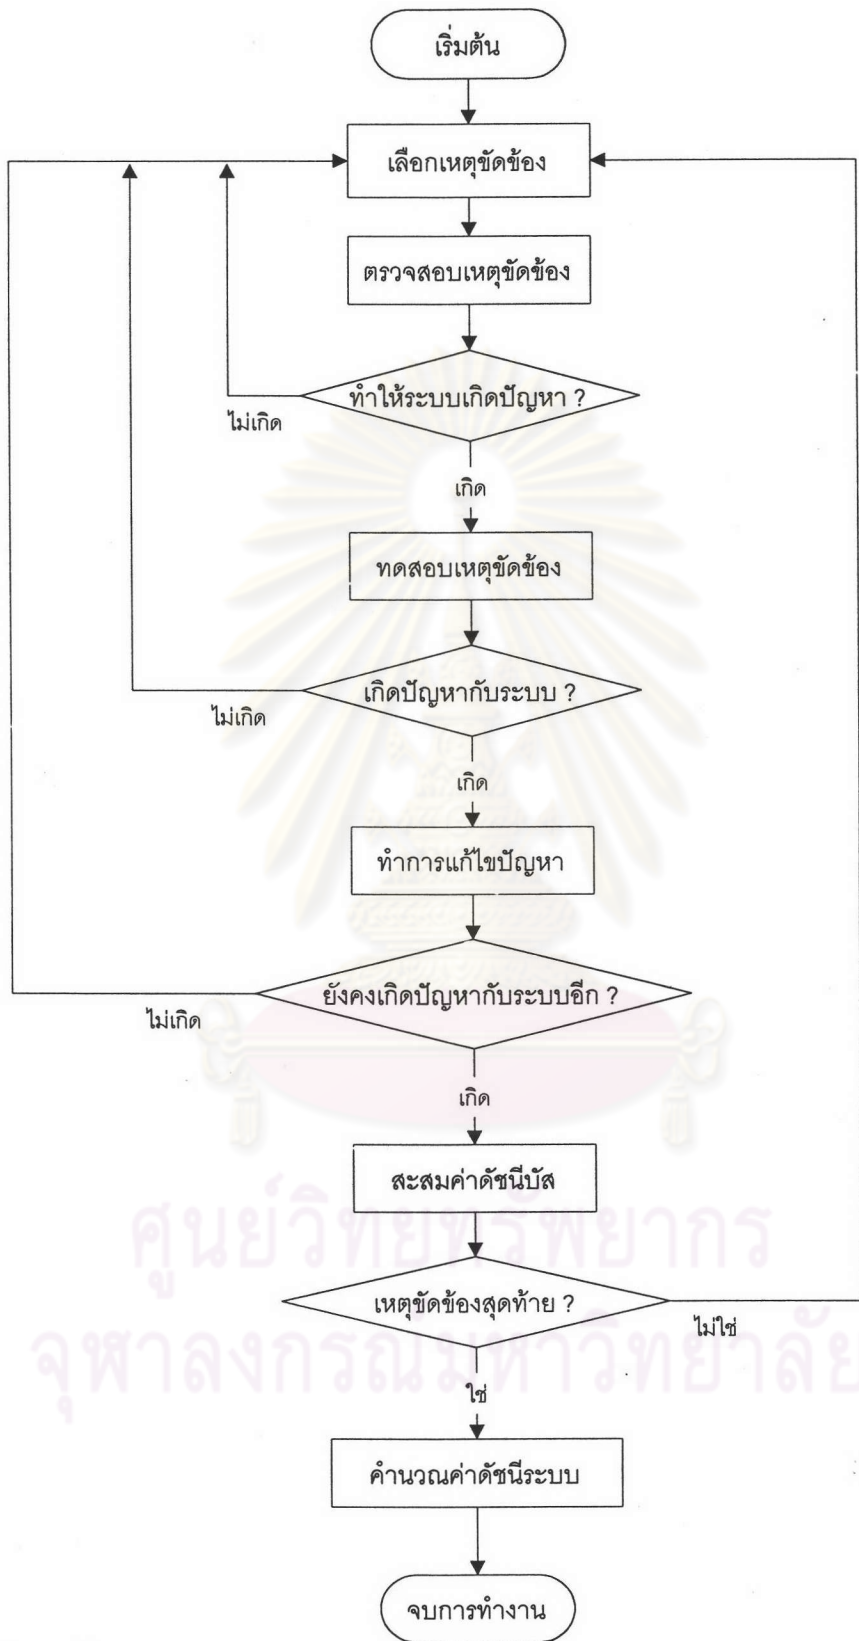 เริ่มต้น
เลือกเหตุขัดข้อง
ตรวจสอบเหตุขัดข้อง
ทำให้ระบบเกิดปัญหา ?
ไม่เกิด
เกิด
ทดสอบเหตุขัดข้อง
เกิดปัญหากับระบบ ?
ไม่เกิด
เกิด
ทำการแก้ไขปัญหา
ยังคงเกิดปัญหากับระบบอีก ?
ไม่เกิด
เกิด
สะสมค่าดัชนีบัส
ศูนย์วิทยทรัพยากร
เหตุขัดข้องสุดท้าย ?
ไม่ใช่
จุฬาลงกรณ์มหาวิทยาลัย
ใช่
คำนวณค่าดัชนีระบบ
จบการทำงาน